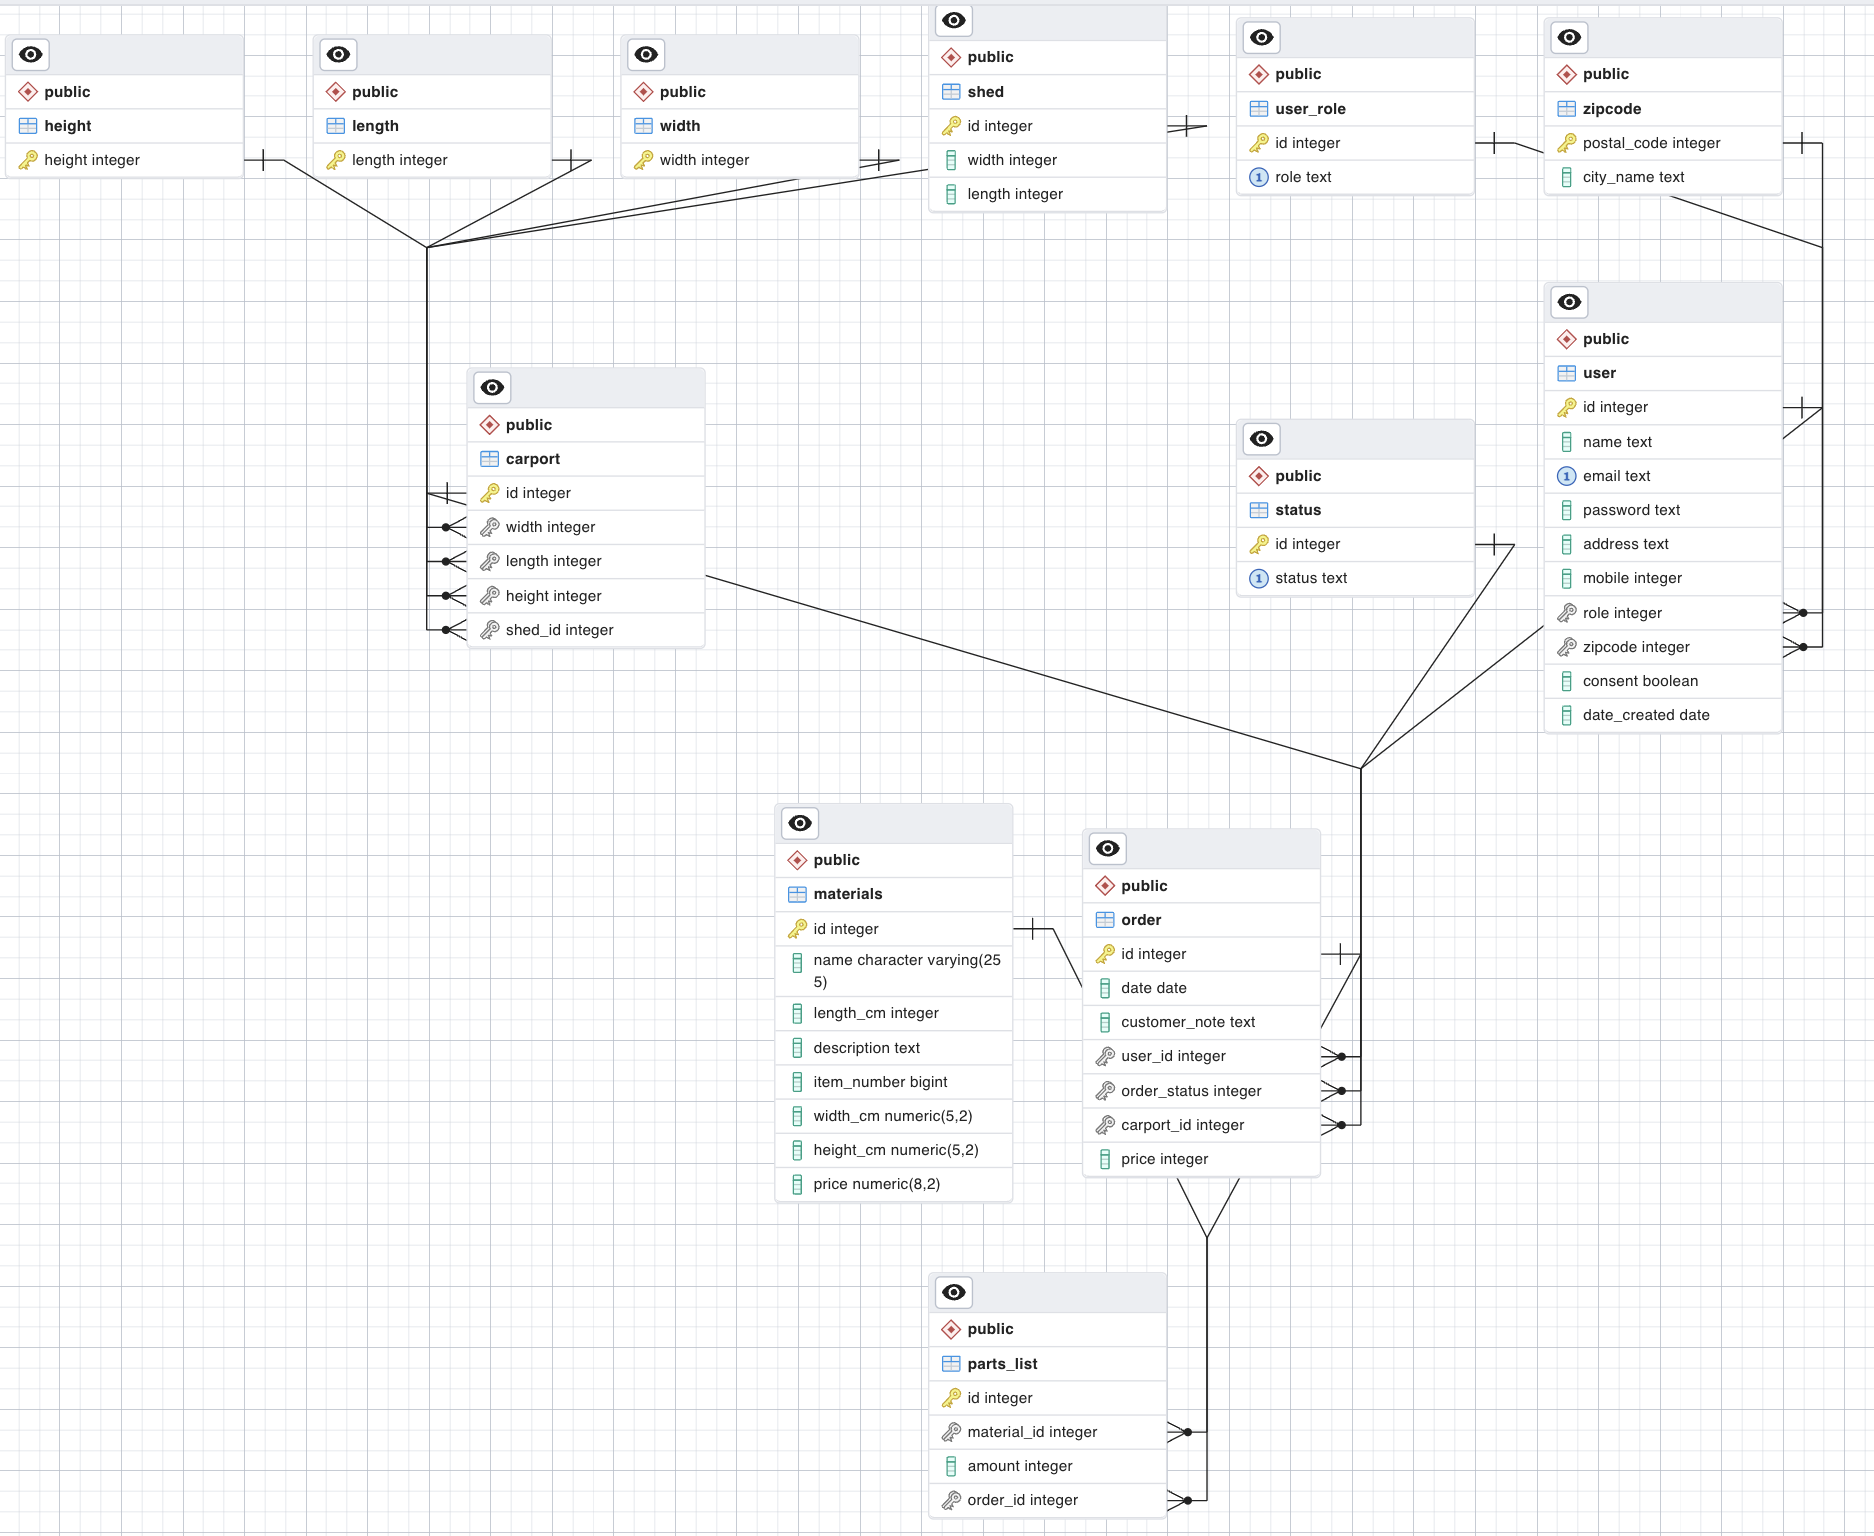 public
height
height integer
public
length
length integer
public
width
width integer
public
shed
id integer
width integer
length integer
public
user_role
id integer
1 role text
public
zipcode
postal_code integer
city_name text
public
carport
id integer
width integer
length integer
height integer
shed_id integer
public
status
id integer
1 status text
public
user
id integer
name text
1 email text
password text
address text
mobile integer
role integer
zipcode integer
consent boolean
date_created date
public
materials
id integer
name character varying(25
5)
length_cm integer
description text
item_number bigint
width_cm numeric(5,2)
height_cm numeric(5,2)
price numeric(8,2)
public
order
id integer
date date
customer_note text
user_id integer
order_status integer
carport_id integer
price integer
public
parts_list
id integer
material_id integer
amount integer
order_id integer